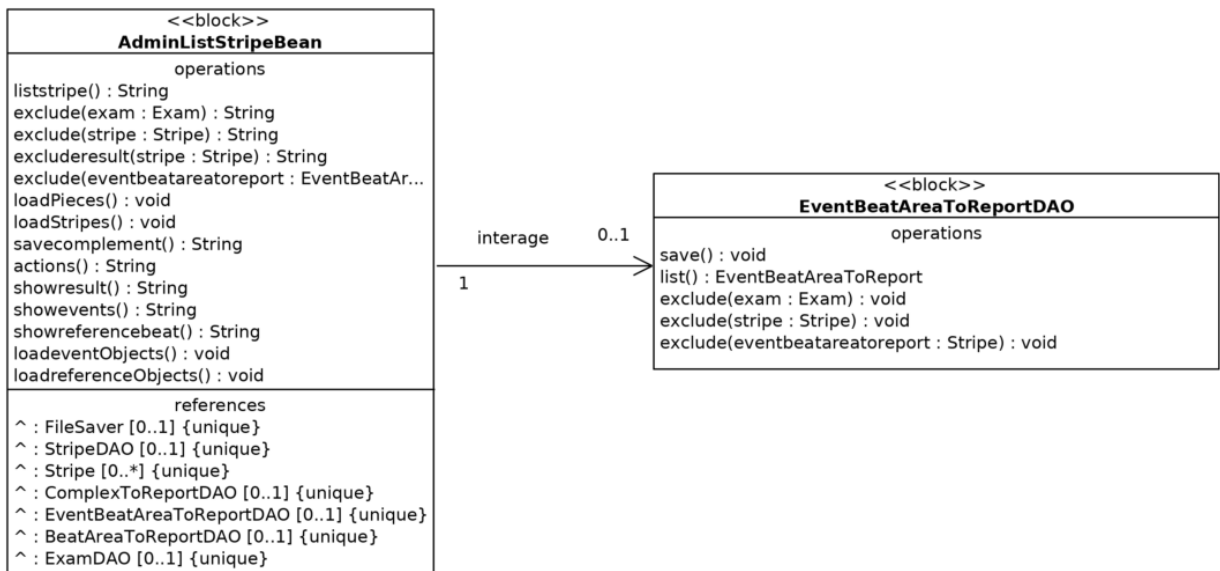 <<block>>
AdminListStripeBean
operations
liststripe() : String
exclude(exam : Exam) : String
exclude(stripe : Stripe) : String
excluderesult(stripe : Stripe) : String
exclude(eventbeatareatoreport : EventBeatAr...
loadPieces() : void
loadStripes() : void
savecomplement() : String
actions() : String
showresult() : String
showevents() : String
showreferencebeat() : String
loadeventObjects() : void
loadreferenceObjects() : void
references
^ : FileSaver [0..1] {unique}
^ : StripeDAO [0..1] {unique}
^ : Stripe [0..*] {unique}
^ : ComplexToReportDAO [0..1] {unique}
^ : EventBeatAreaToReportDAO [0..1] {unique}
^ : BeatAreaToReportDAO [0..1] {unique}
^ : ExamDAO [0..1] {unique}
interage
0..1
1
<<block>>
EventBeatAreaToReportDAO
operations
save() : void
list() : EventBeatAreaToReport
exclude(exam : Exam) : void
exclude(stripe : Stripe) : void
exclude(eventbeatareatoreport : Stripe) : void